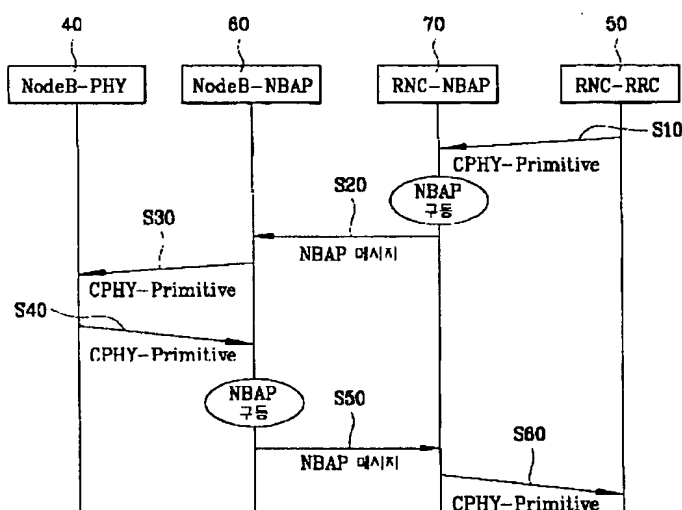 40
60
70
50
NodeB-PHY
NodeB-NBAP
RNC-NBAP
RNC-RRC
S10
CPHY-Primitive
NBAP
구동
S20
NBAP 메시지
S30
CPHY-Primitive
S40
CPHY-Primitive
NBAP
구동
S50
NBAP 메시지
S60
CPHY-Primitive